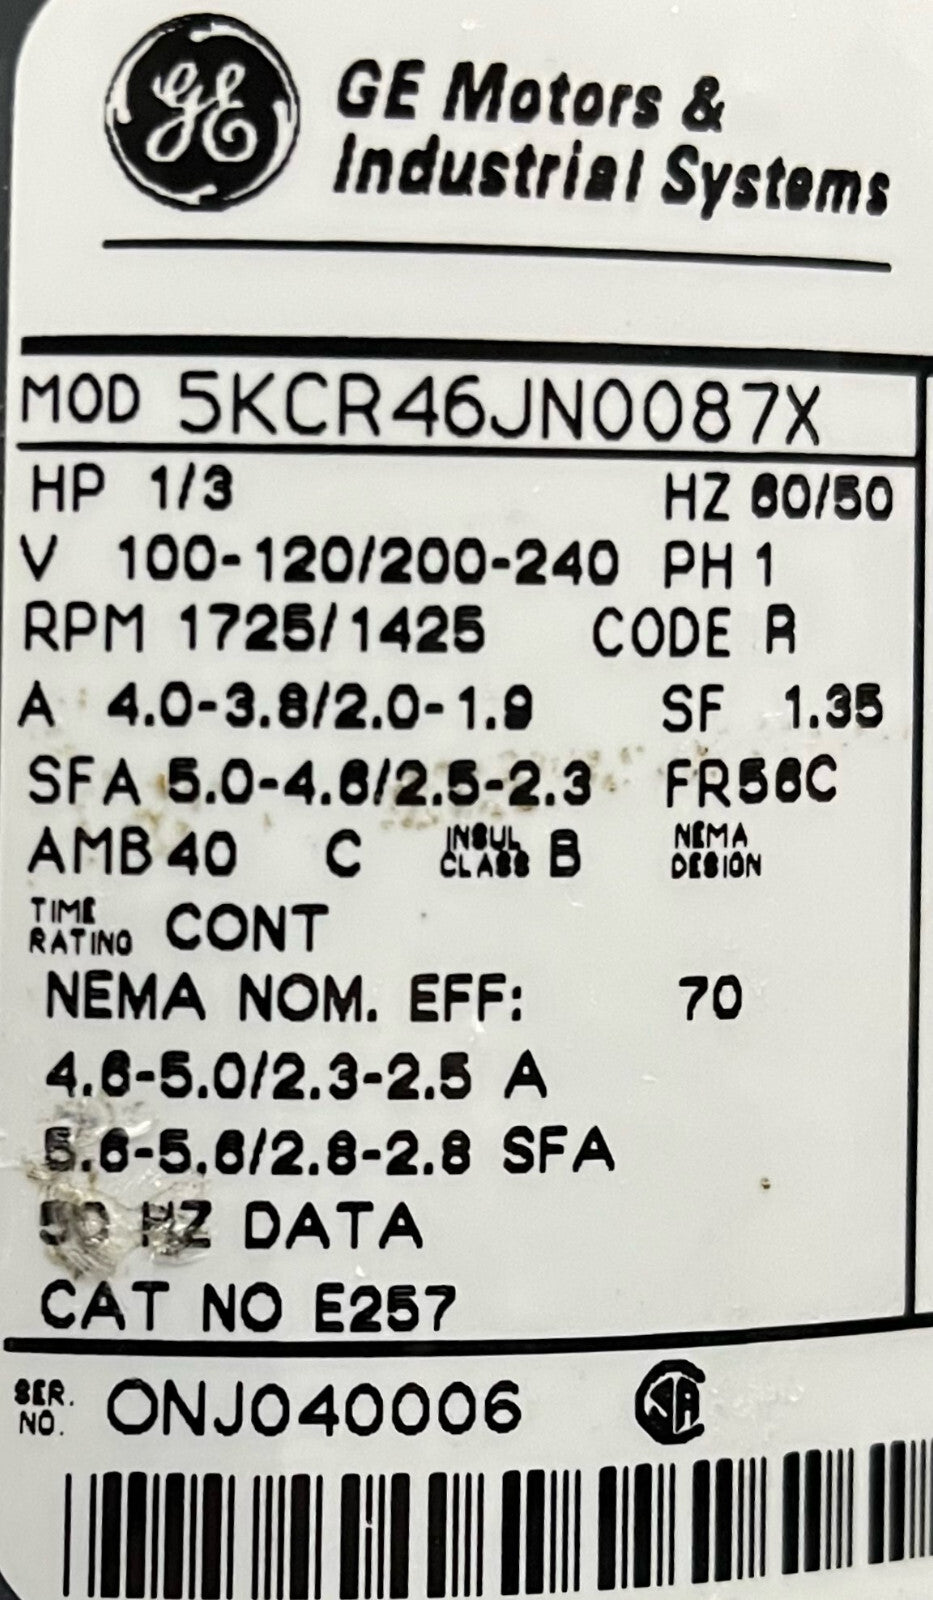 GE
GE Motors &
Industrial Systems
MOD 5KCR46JN0087X
HP 1/3 HZ 60/50
V 100-120/200-240 PH 1
RPM 1725/1425 CODE R
A 4.0-3.8/2.0-1.9 SF 1.35
SFA 5.0-4.6/2.5-2.3 FR56C
AMB 40 C INSUL CLASS B NEMA DESIGN
TIME RATING CONT
NEMA NOM. EFF: 70
4.6-5.0/2.3-2.5 A
5.6-5.6/2.8-2.8 SFA
50 HZ DATA
CAT NO E257
SER. NO. ONJ040006 SA